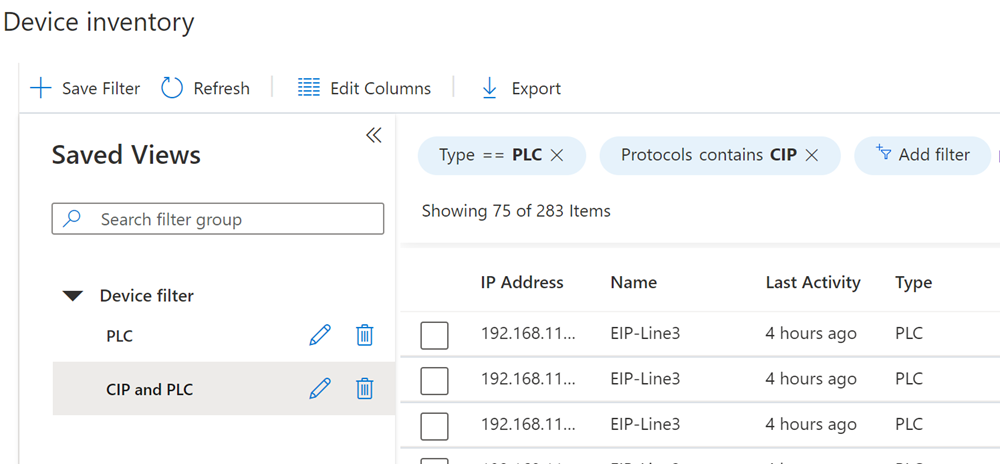 Device inventory
Save Filter Refresh Edit Columns Export
Saved Views
Search filter group
Device filter
PLC
CIP and PLC
Type == PLC Protocols contains CIP Add filter
Showing 75 of 283 Items
IP Address Name Last Activity Type
192.168.11... EIP-Line3 4 hours ago PLC
192.168.11... EIP-Line3 4 hours ago PLC
192.168.11... EIP-Line3 4 hours ago PLC